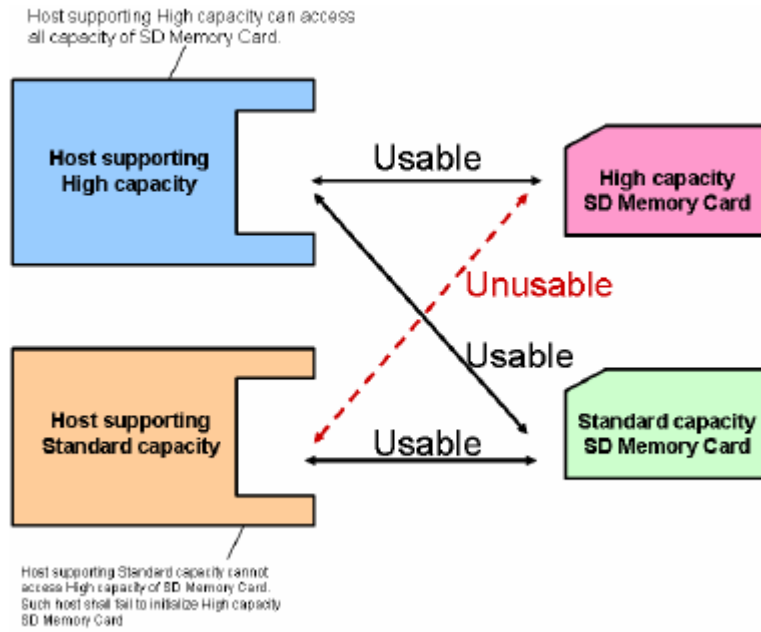 Host supporting High capacity can access
all capacity of SD Memory Card.
Host supporting
High capacity
Usable
High capacity
SD Memory Card
Unusable
Usable
Host supporting
Standard capacity
Usable
Standard capacity
SD Memory Card
Host supporting Standard capacity cannot
access High capacity of SD Memory Card.
Such host shall fail to initialize High capacity
SD Memory Card